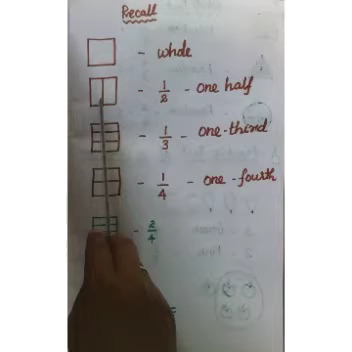 Recall
- whole
- 1/2 - one half
- 1/3 - one-third
- 1/4 - one-fourth
- 2/4
=